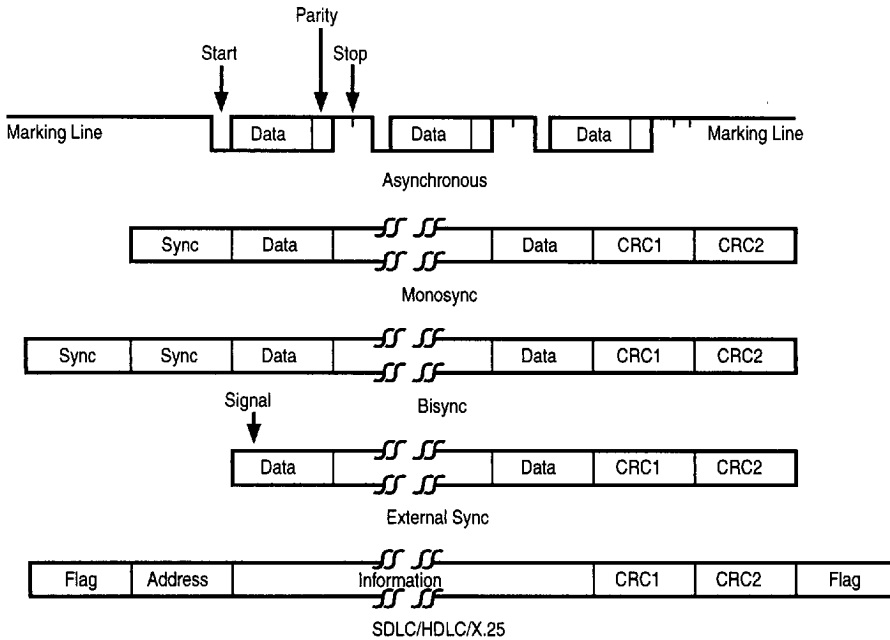 Parity
Start
Stop
Marking Line
Data
Data
Data
Marking Line
Asynchronous
Sync Data Data CRC1 CRC2
Monosync
Sync Sync Data Data CRC1 CRC2
Bisync
Signal
Data Data CRC1 CRC2
External Sync
Flag Address Information CRC1 CRC2 Flag
SDLC/HDLC/X.25